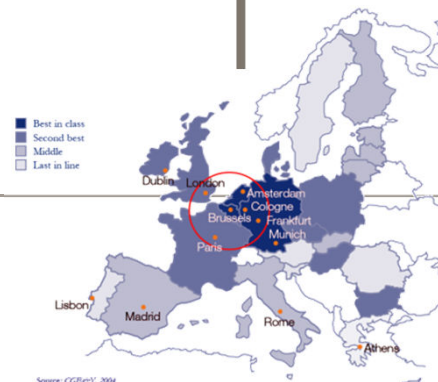 Best in class
Second best
Middle
Last in line
Dublin
London
Amsterdam
Cologne
Brussels
Frankfurt
Munich
Paris
Lisbon
Madrid
Rome
Athens